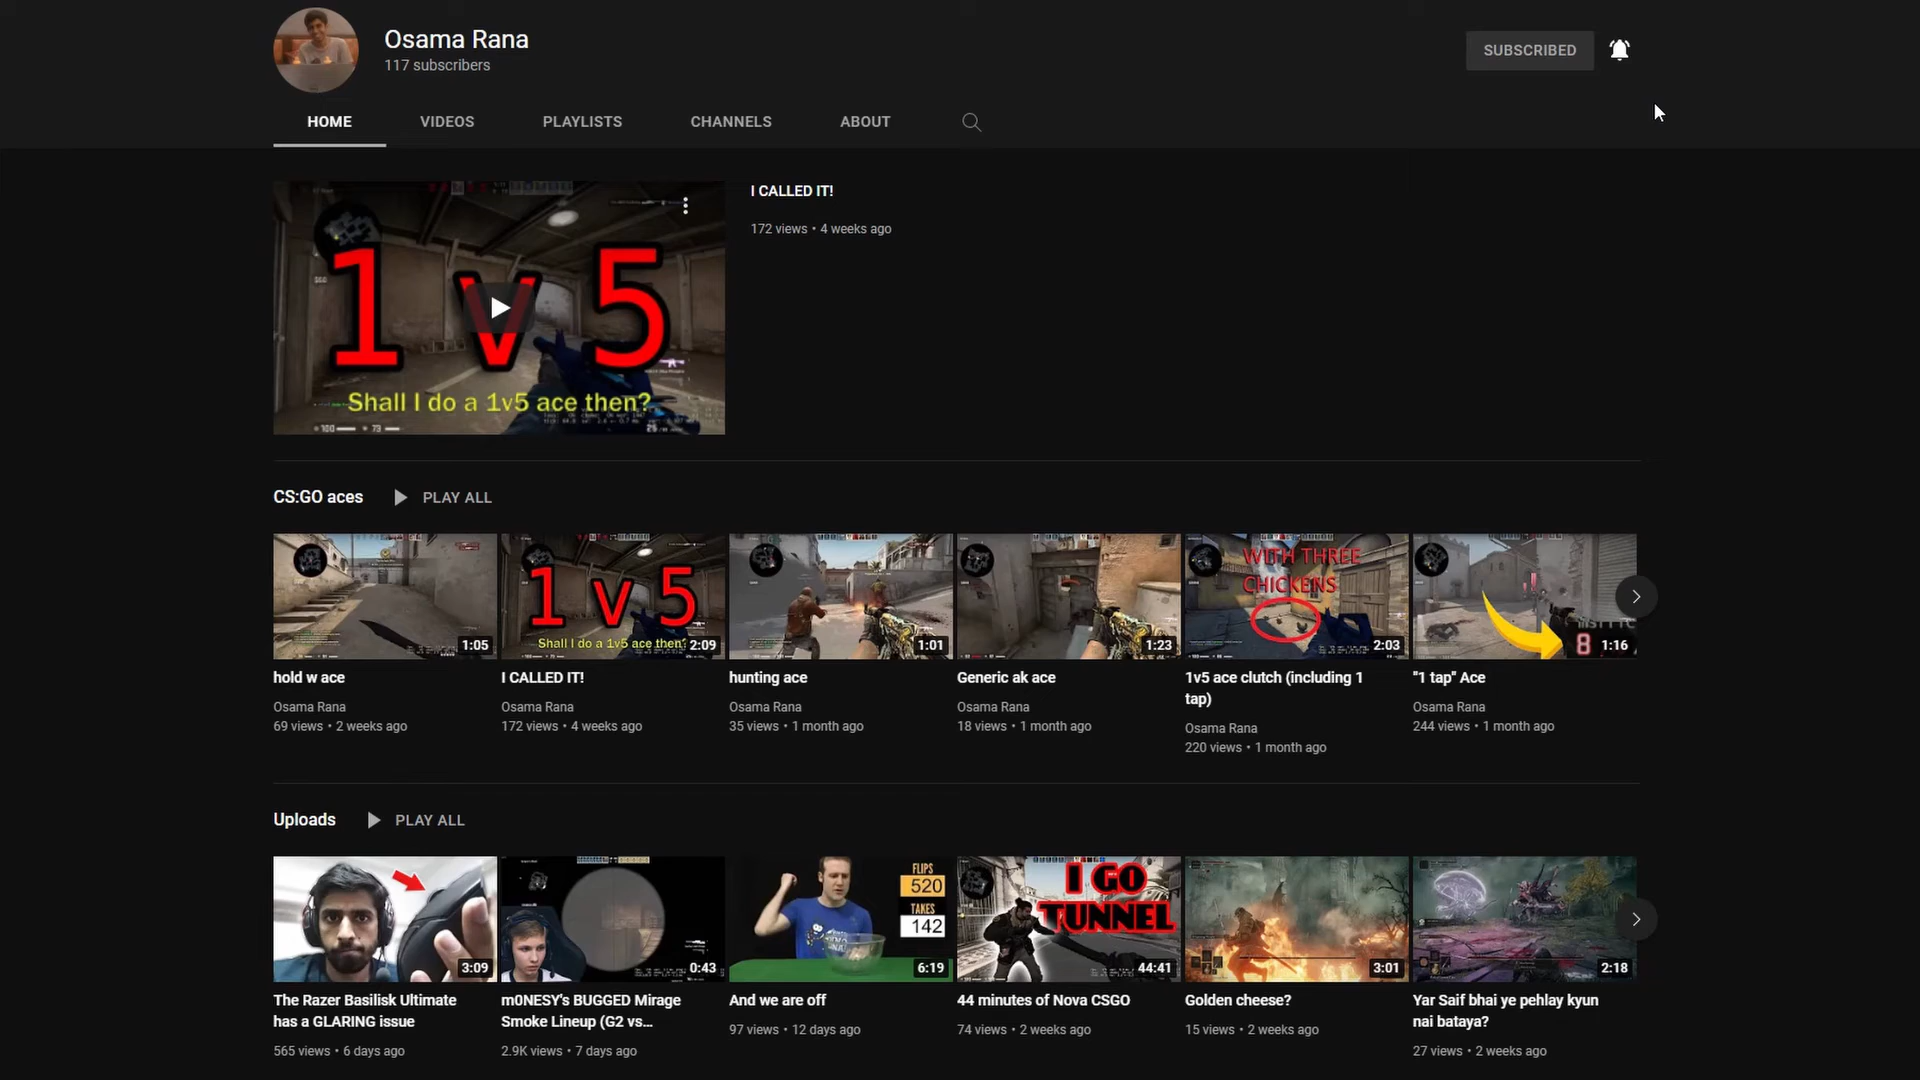 Osama Rana
117 subscribers
SUBSCRIBED
HOME
VIDEOS
PLAYLISTS
CHANNELS
ABOUT
1 v 5
Shall I do a 1v5 ace then?
I CALLED IT!
172 views • 4 weeks ago
CS:GO aces
PLAY ALL
1:05
hold w ace
Osama Rana
69 views • 2 weeks ago
1 v 5
Shall I do a 1v5 ace then?
2:09
I CALLED IT!
Osama Rana
172 views • 4 weeks ago
1:01
hunting ace
Osama Rana
35 views • 1 month ago
1:23
Generic ak ace
Osama Rana
18 views • 1 month ago
WITH THREE
CHICKENS
2:03
1v5 ace clutch (including 1
tap)
Osama Rana
220 views • 1 month ago
8
1:16
"1 tap" Ace
Osama Rana
244 views • 1 month ago
Uploads
PLAY ALL
3:09
The Razer Basilisk Ultimate
has a GLARING issue
565 views • 6 days ago
0:43
m0NESY's BUGGED Mirage
Smoke Lineup (G2 vs...
2.9K views • 7 days ago
FLIPS
520
TAKES
142
6:19
And we are off
97 views • 12 days ago
I GO
TUNNEL
44:41
44 minutes of Nova CSGO
74 views • 2 weeks ago
3:01
Golden cheese?
15 views • 2 weeks ago
2:18
Yar Saif bhai ye pehlay kyun
nai bataya?
27 views • 2 weeks ago